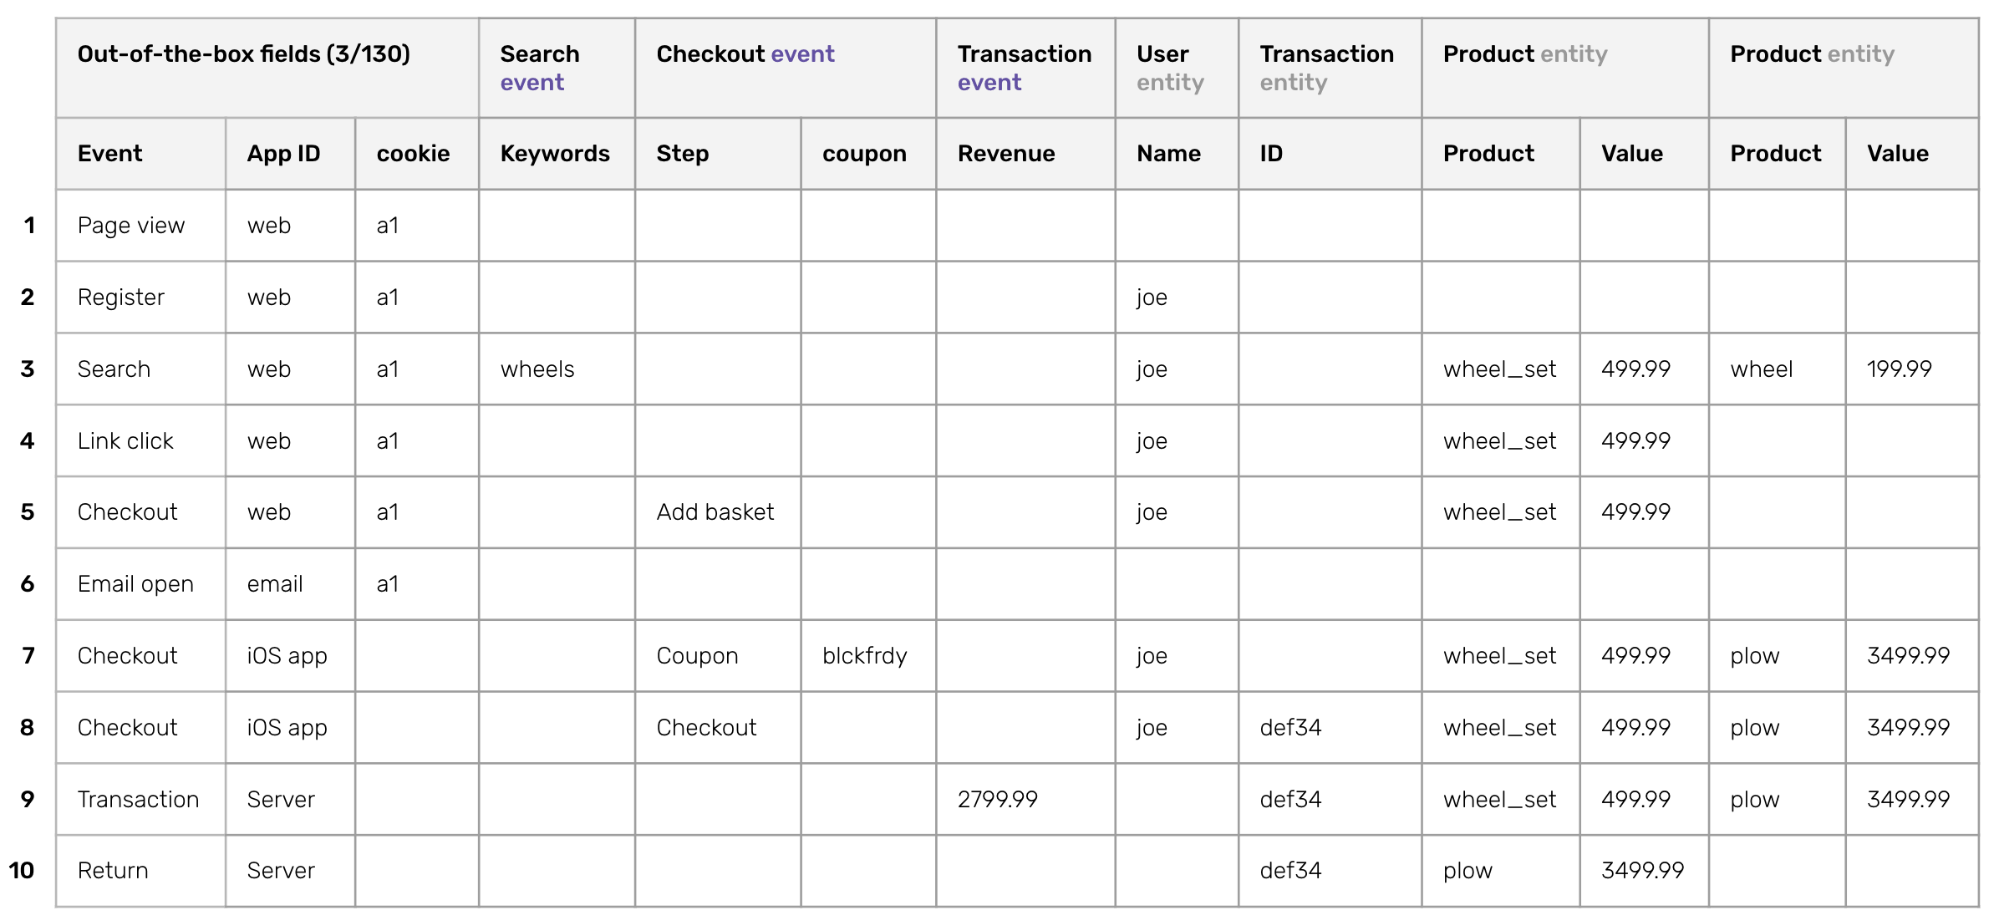 Out-of-the-box fields (3/130) Search event Checkout event Transaction event User entity Transaction entity Product entity Product entity
Event App ID cookie Keywords Step coupon Revenue Name ID Product Value Product Value
1 Page view web a1
2 Register web a1 joe
3 Search web a1 wheels joe wheel_set 499.99 wheel 199.99
4 Link click web a1 joe wheel_set 499.99
5 Checkout web a1 Add basket joe wheel_set 499.99
6 Email open email a1
7 Checkout iOS app Coupon blckfrdy joe wheel_set 499.99 plow 3499.99
8 Checkout iOS app Checkout joe def34 wheel_set 499.99 plow 3499.99
9 Transaction Server 2799.99 def34 wheel_set 499.99 plow 3499.99
10 Return Server def34 plow 3499.99